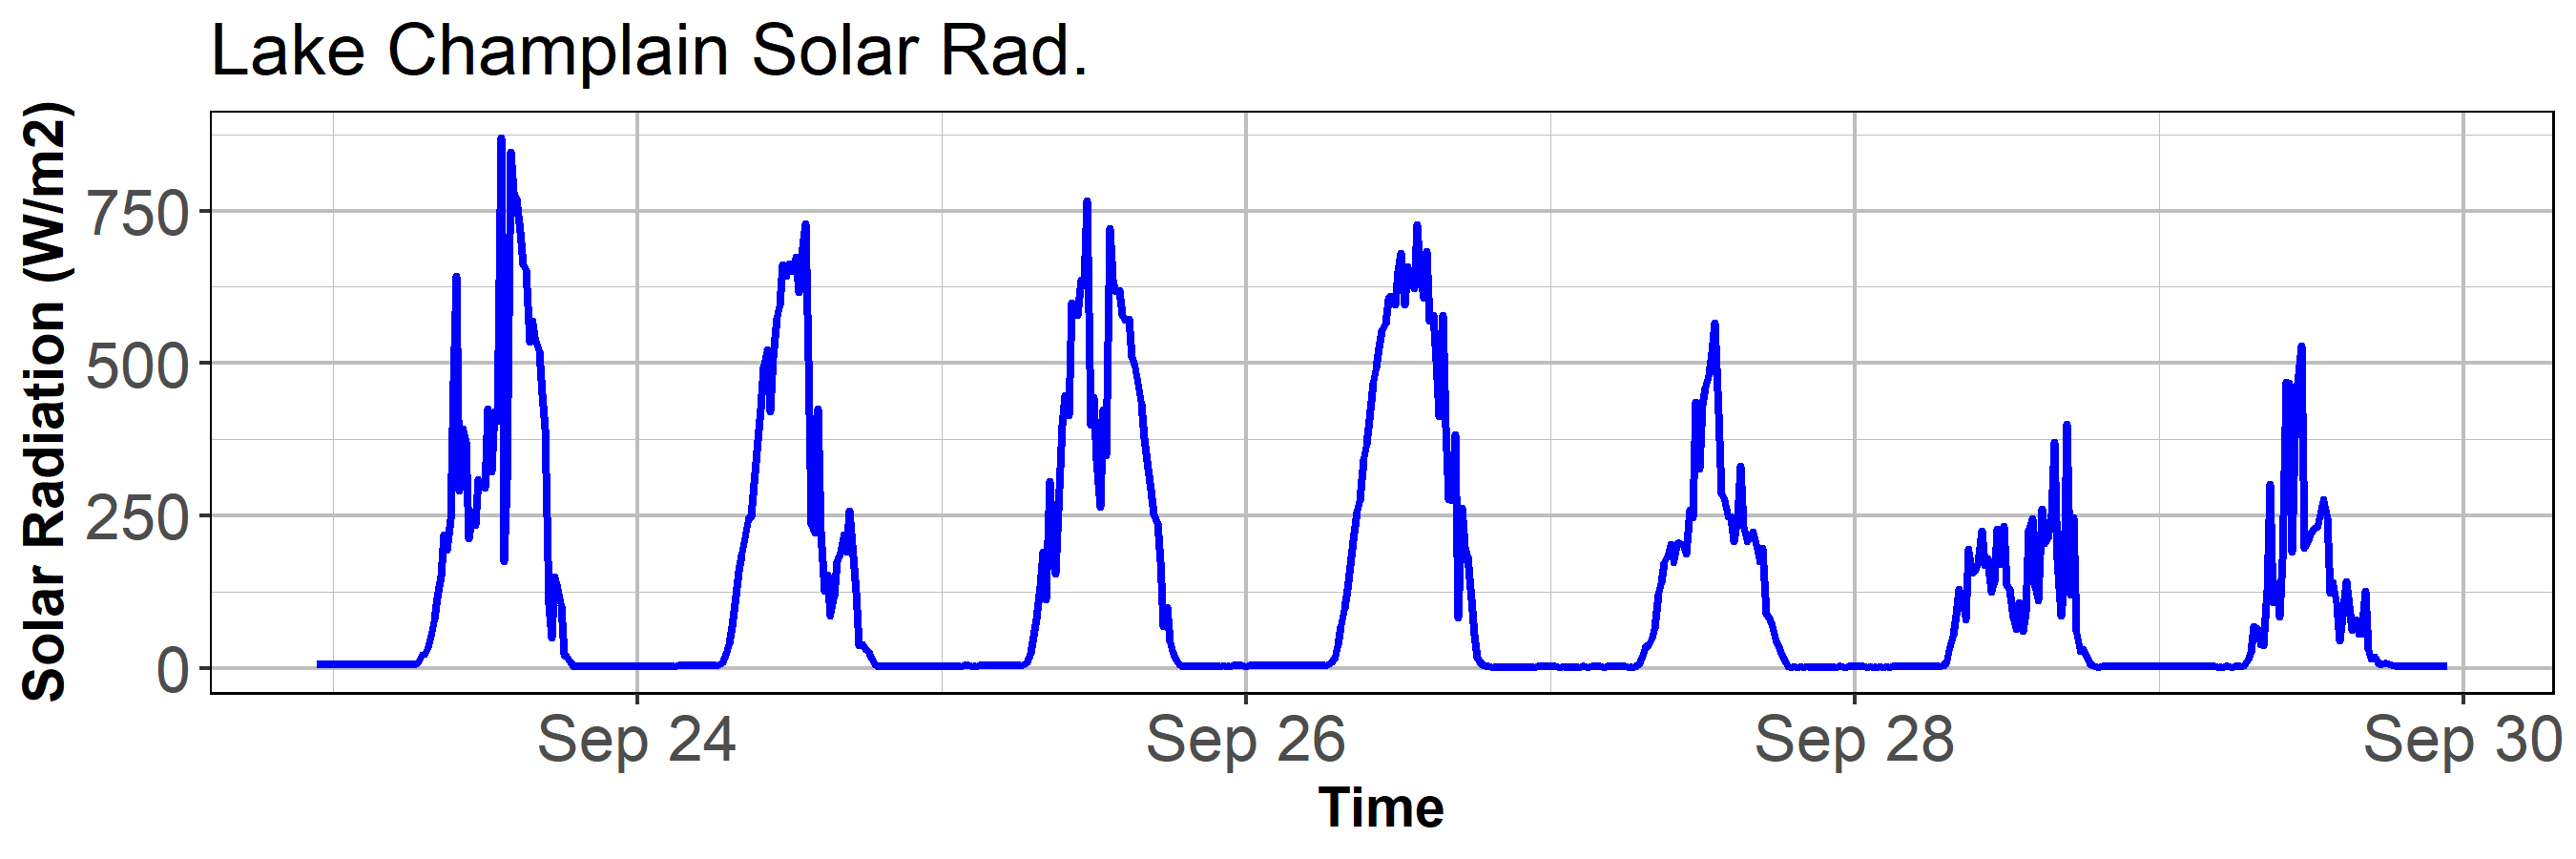 Lake Champlain Solar Rad.
Solar Radiation (W/m2)
750
500
250
0
Sep 24 Sep 26 Sep 28 Sep 30
Time